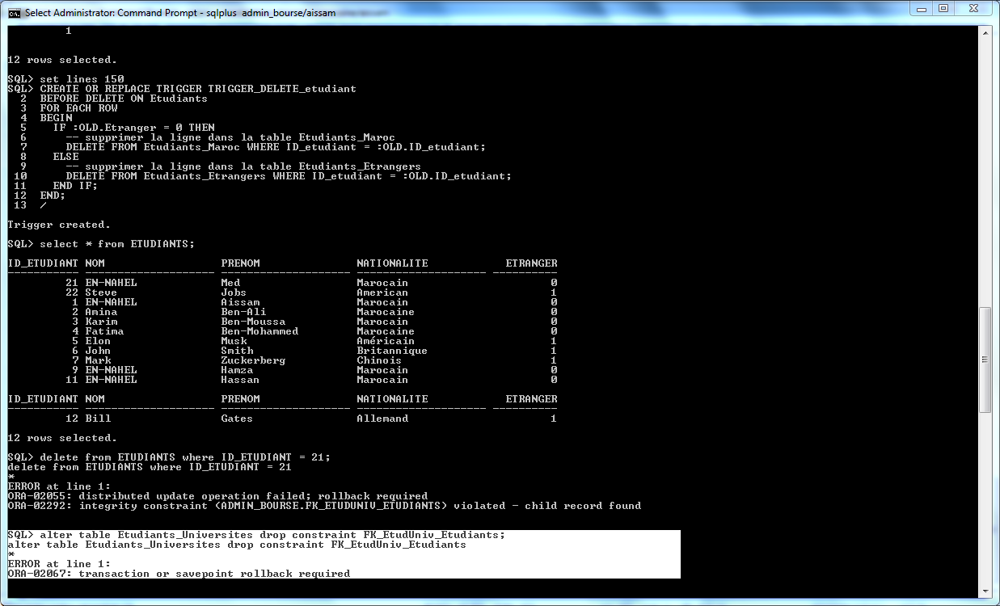 Select Administrator: Command Prompt - sqlplus admin_bourse/aissam
1
12 rows selected.
SQL> set lines 150
SQL> CREATE OR REPLACE TRIGGER TRIGGER_DELETE_etudiant
2 BEFORE DELETE ON Etudiants
3 FOR EACH ROW
4 BEGIN
5 IF :OLD.Etranger = 0 THEN
6 -- supprimer la ligne dans la table Etudiants_Maroc
7 DELETE FROM Etudiants_Maroc WHERE ID_etudiant = :OLD.ID_etudiant;
8 ELSE
9 -- supprimer la ligne dans la table Etudiants_Etrangers
10 DELETE FROM Etudiants_Etrangers WHERE ID_etudiant = :OLD.ID_etudiant;
11 END IF;
12 END;
13 /
Trigger created.
SQL> select * from ETUDIANTS;
ID_ETUDIANT NOM PRENOM NATIONALITE ETRANGER
----------- -------------------- -------------------- -------------------- ----------
21 EN-NAHEL Med Marocain 0
22 Steve Jobs American 1
1 EN-NAHEL Aissam Marocain 0
2 Amina Ben-Ali Marocaine 0
3 Karim Ben-Moussa Marocain 0
4 Fatima Ben-Mohammed Marocaine 0
5 Elon Musk Américain 1
6 John Smith Britannique 1
7 Mark Zuckerberg Chinois 1
9 EN-NAHEL Hamza Marocain 0
11 EN-NAHEL Hassan Marocain 0
ID_ETUDIANT NOM PRENOM NATIONALITE ETRANGER
----------- -------------------- -------------------- -------------------- ----------
12 Bill Gates Allemand 1
12 rows selected.
SQL> delete from ETUDIANTS where ID_ETUDIANT = 21;
delete from ETUDIANTS where ID_ETUDIANT = 21
*
ERROR at line 1:
ORA-02055: distributed update operation failed; rollback required
ORA-02292: integrity constraint (ADMIN_BOURSE.FK_ETUDUNIV_ETUDIANTS) violated - child record found
SQL> alter table Etudiants_Universites drop constraint FK_EtudUniv_Etudiants;
alter table Etudiants_Universites drop constraint FK_EtudUniv_Etudiants
*
ERROR at line 1:
ORA-02067: transaction or savepoint rollback required